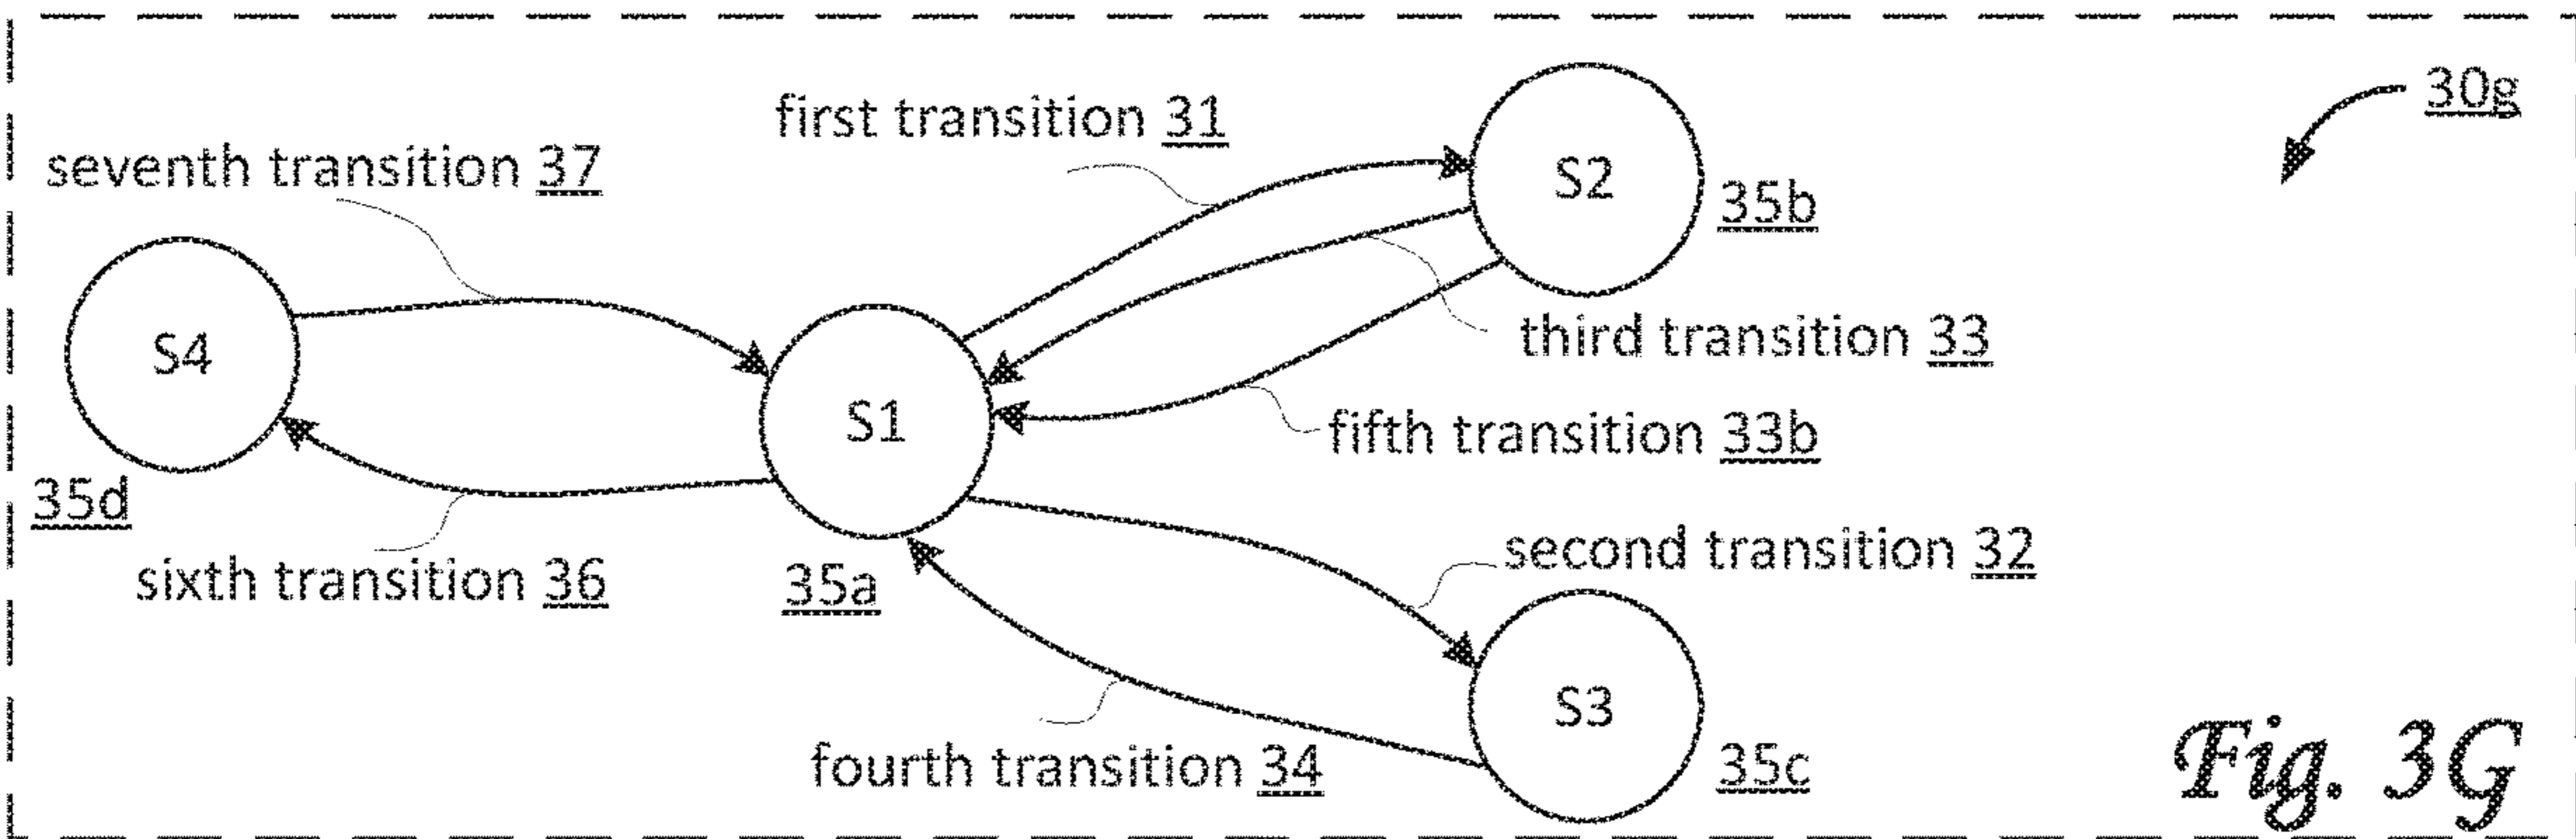 30g
first transition 31
seventh transition 37
S2
35b
third transition 33
S4
S1
fifth transition 33b
35d
second transition 32
sixth transition 36
35a
S3
fourth transition 34
35c
Fig. 3G